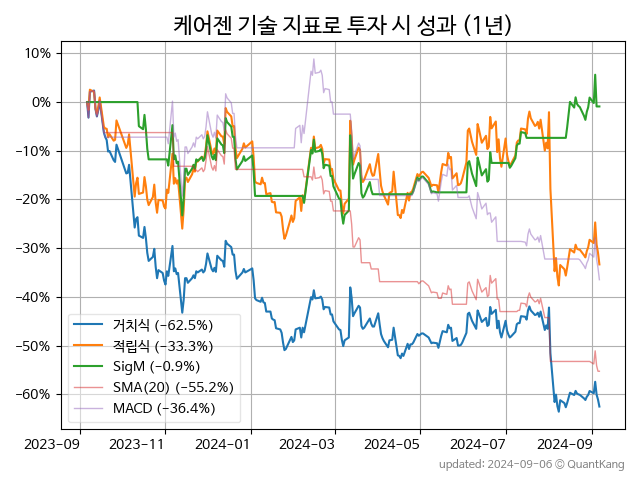 케어젠 기술 지표로 투자 시 성과 (1년)
10%
0%
−10%
−20%
−30%
−40%
−50%
−60%
거치식 (−62.5%)
적립식 (−33.3%)
SigM (−0.9%)
SMA(20) (−55.2%)
MACD (−36.4%)
2023-09 2023-11 2024-01 2024-03 2024-05 2024-07 2024-09
updated: 2024-09-06 © QuantKang